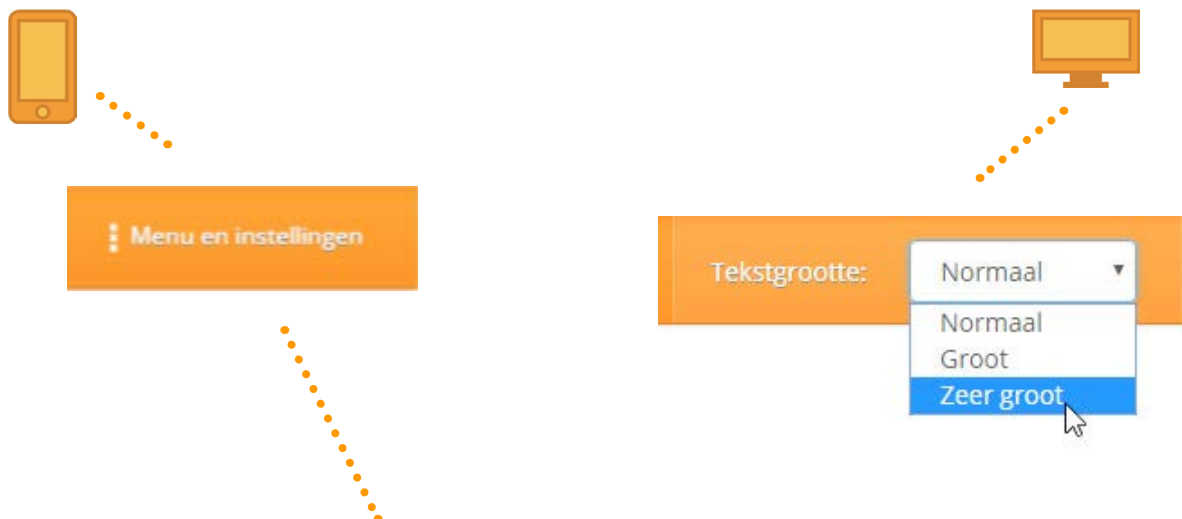 Menu en instellingen
Tekstgrootte:
Normaal
Normaal
Groot
Zeer groot